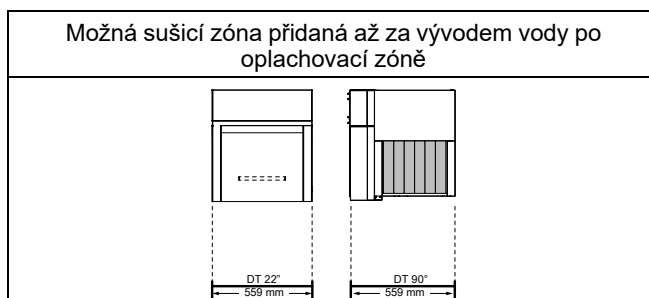 Možná sušicí zóna přidaná až za vývodem vody po
oplachovací zóně
DT 22"
DT 90°
559 mm
559 mm